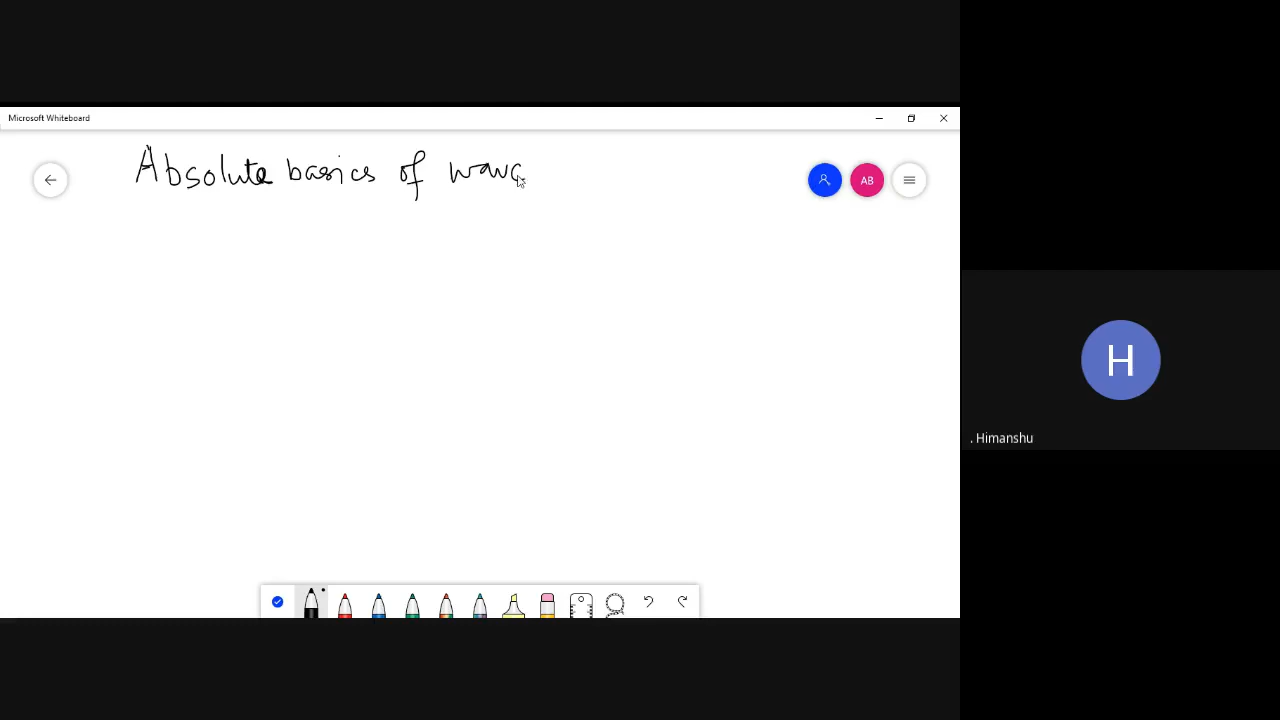 Microsoft Whiteboard
Absolute basics of wave
AB
H
. Himanshu